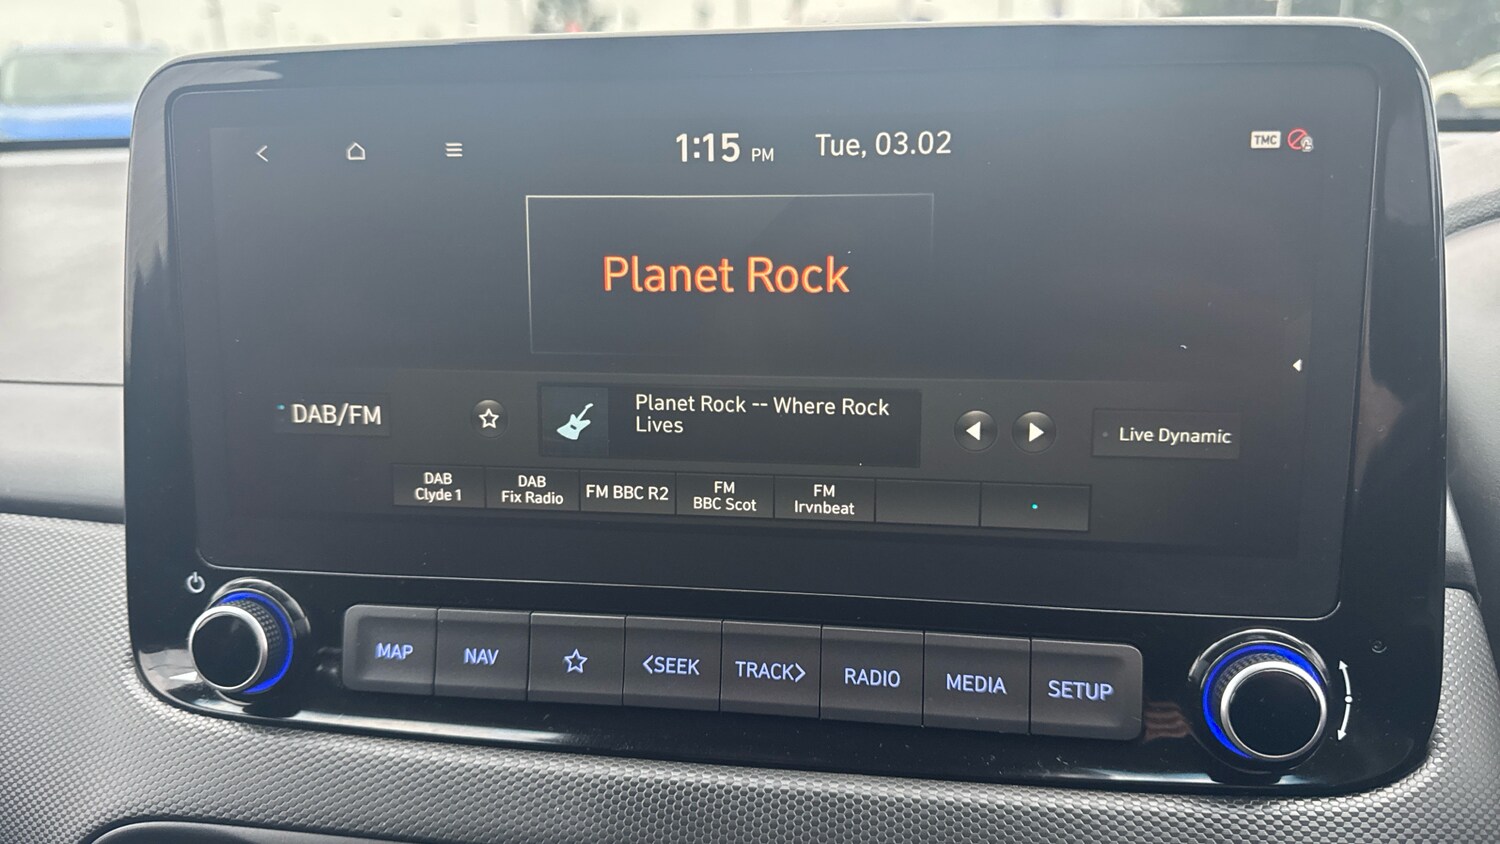 1:15 PM Tue, 03.02
TMC
Planet Rock
DAB/FM
Planet Rock -- Where Rock
Lives
Live Dynamic
DAB
Clyde 1
DAB
Fix Radio
FM BBC R2
FM
BBC Scot
FM
Irvnbeat
MAP
NAV
<SEEK
TRACK>
RADIO
MEDIA
SETUP